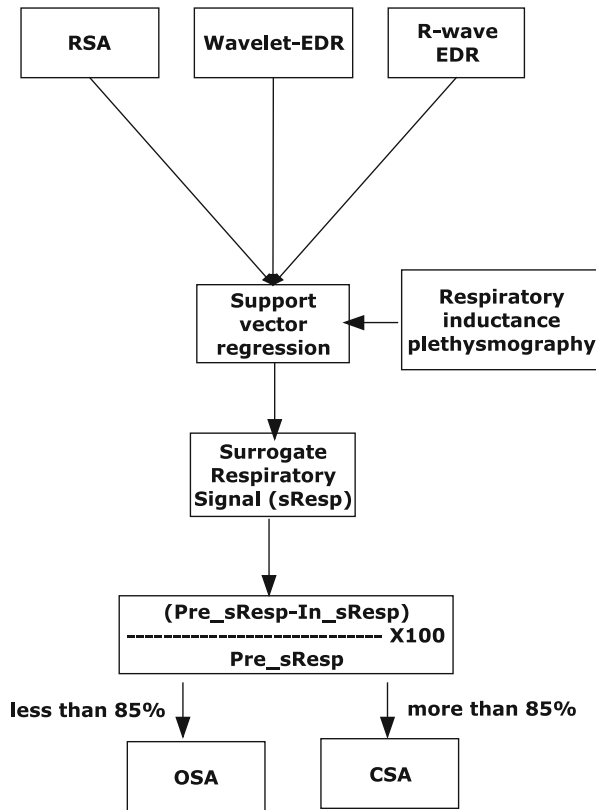 RSA
Wavelet-EDR
R-wave
EDR
Support
vector
regression
Respiratory
inductance
plethysmography
Surrogate
Respiratory
Signal (sResp)
(Pre_sResp-In_sResp)
---------------------------- X100
Pre_sResp
less than 85%
more than 85%
OSA
CSA